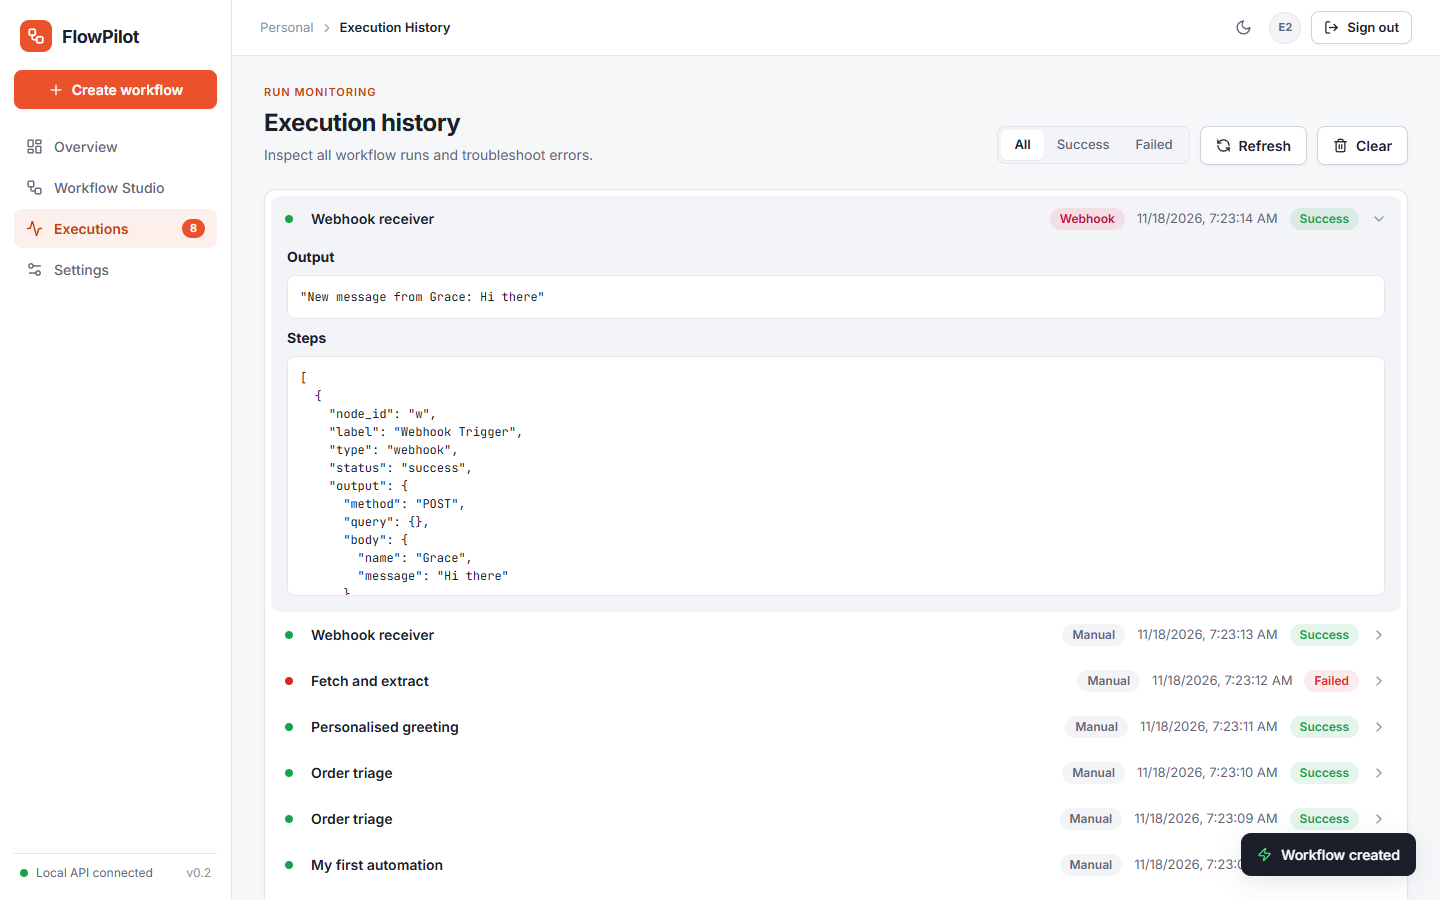 FlowPilot
Create workflow
Overview
Workflow Studio
Executions 8
Settings
Local API connected v0.2
Personal > Execution History
E2
Sign out
RUN MONITORING
Execution history
Inspect all workflow runs and troubleshoot errors.
All Success Failed
Refresh
Clear
Webhook receiver Webhook 11/18/2026, 7:23:14 AM Success
Output
"New message from Grace: Hi there"
Steps
[
{
"node_id": "w",
"label": "Webhook Trigger",
"type": "webhook",
"status": "success",
"output": {
"method": "POST",
"query": {},
"body": {
"name": "Grace",
"message": "Hi there"
}
Webhook receiver Manual 11/18/2026, 7:23:13 AM Success
Fetch and extract Manual 11/18/2026, 7:23:12 AM Failed
Personalised greeting Manual 11/18/2026, 7:23:11 AM Success
Order triage Manual 11/18/2026, 7:23:10 AM Success
Order triage Manual 11/18/2026, 7:23:09 AM Success
My first automation Manual 11/18/2026,
Workflow created